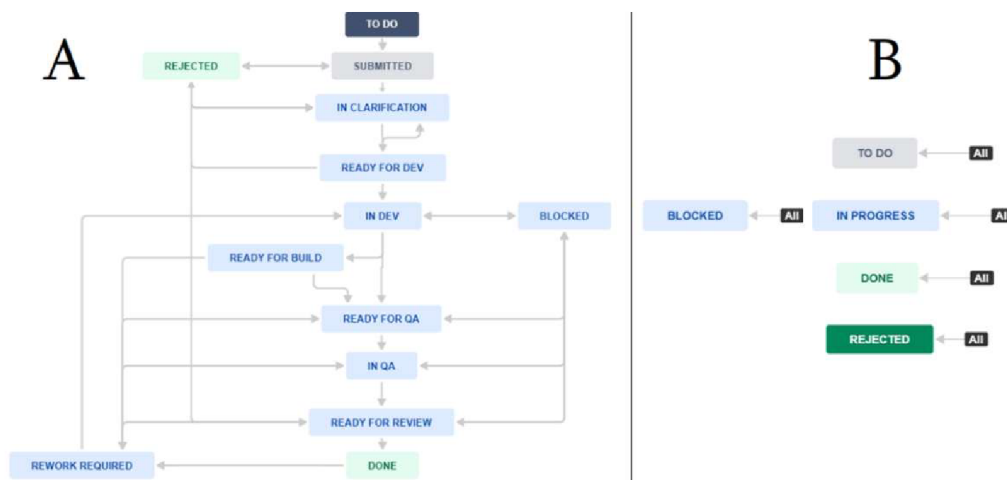 A
TO DO
REJECTED
SUBMITTED
IN CLARIFICATION
READY FOR DEV
IN DEV
BLOCKED
READY FOR BUILD
READY FOR QA
IN QA
READY FOR REVIEW
REWORK REQUIRED
DONE
B
TO DO
All
BLOCKED
All
IN PROGRESS
Al
DONE
All
REJECTED
All